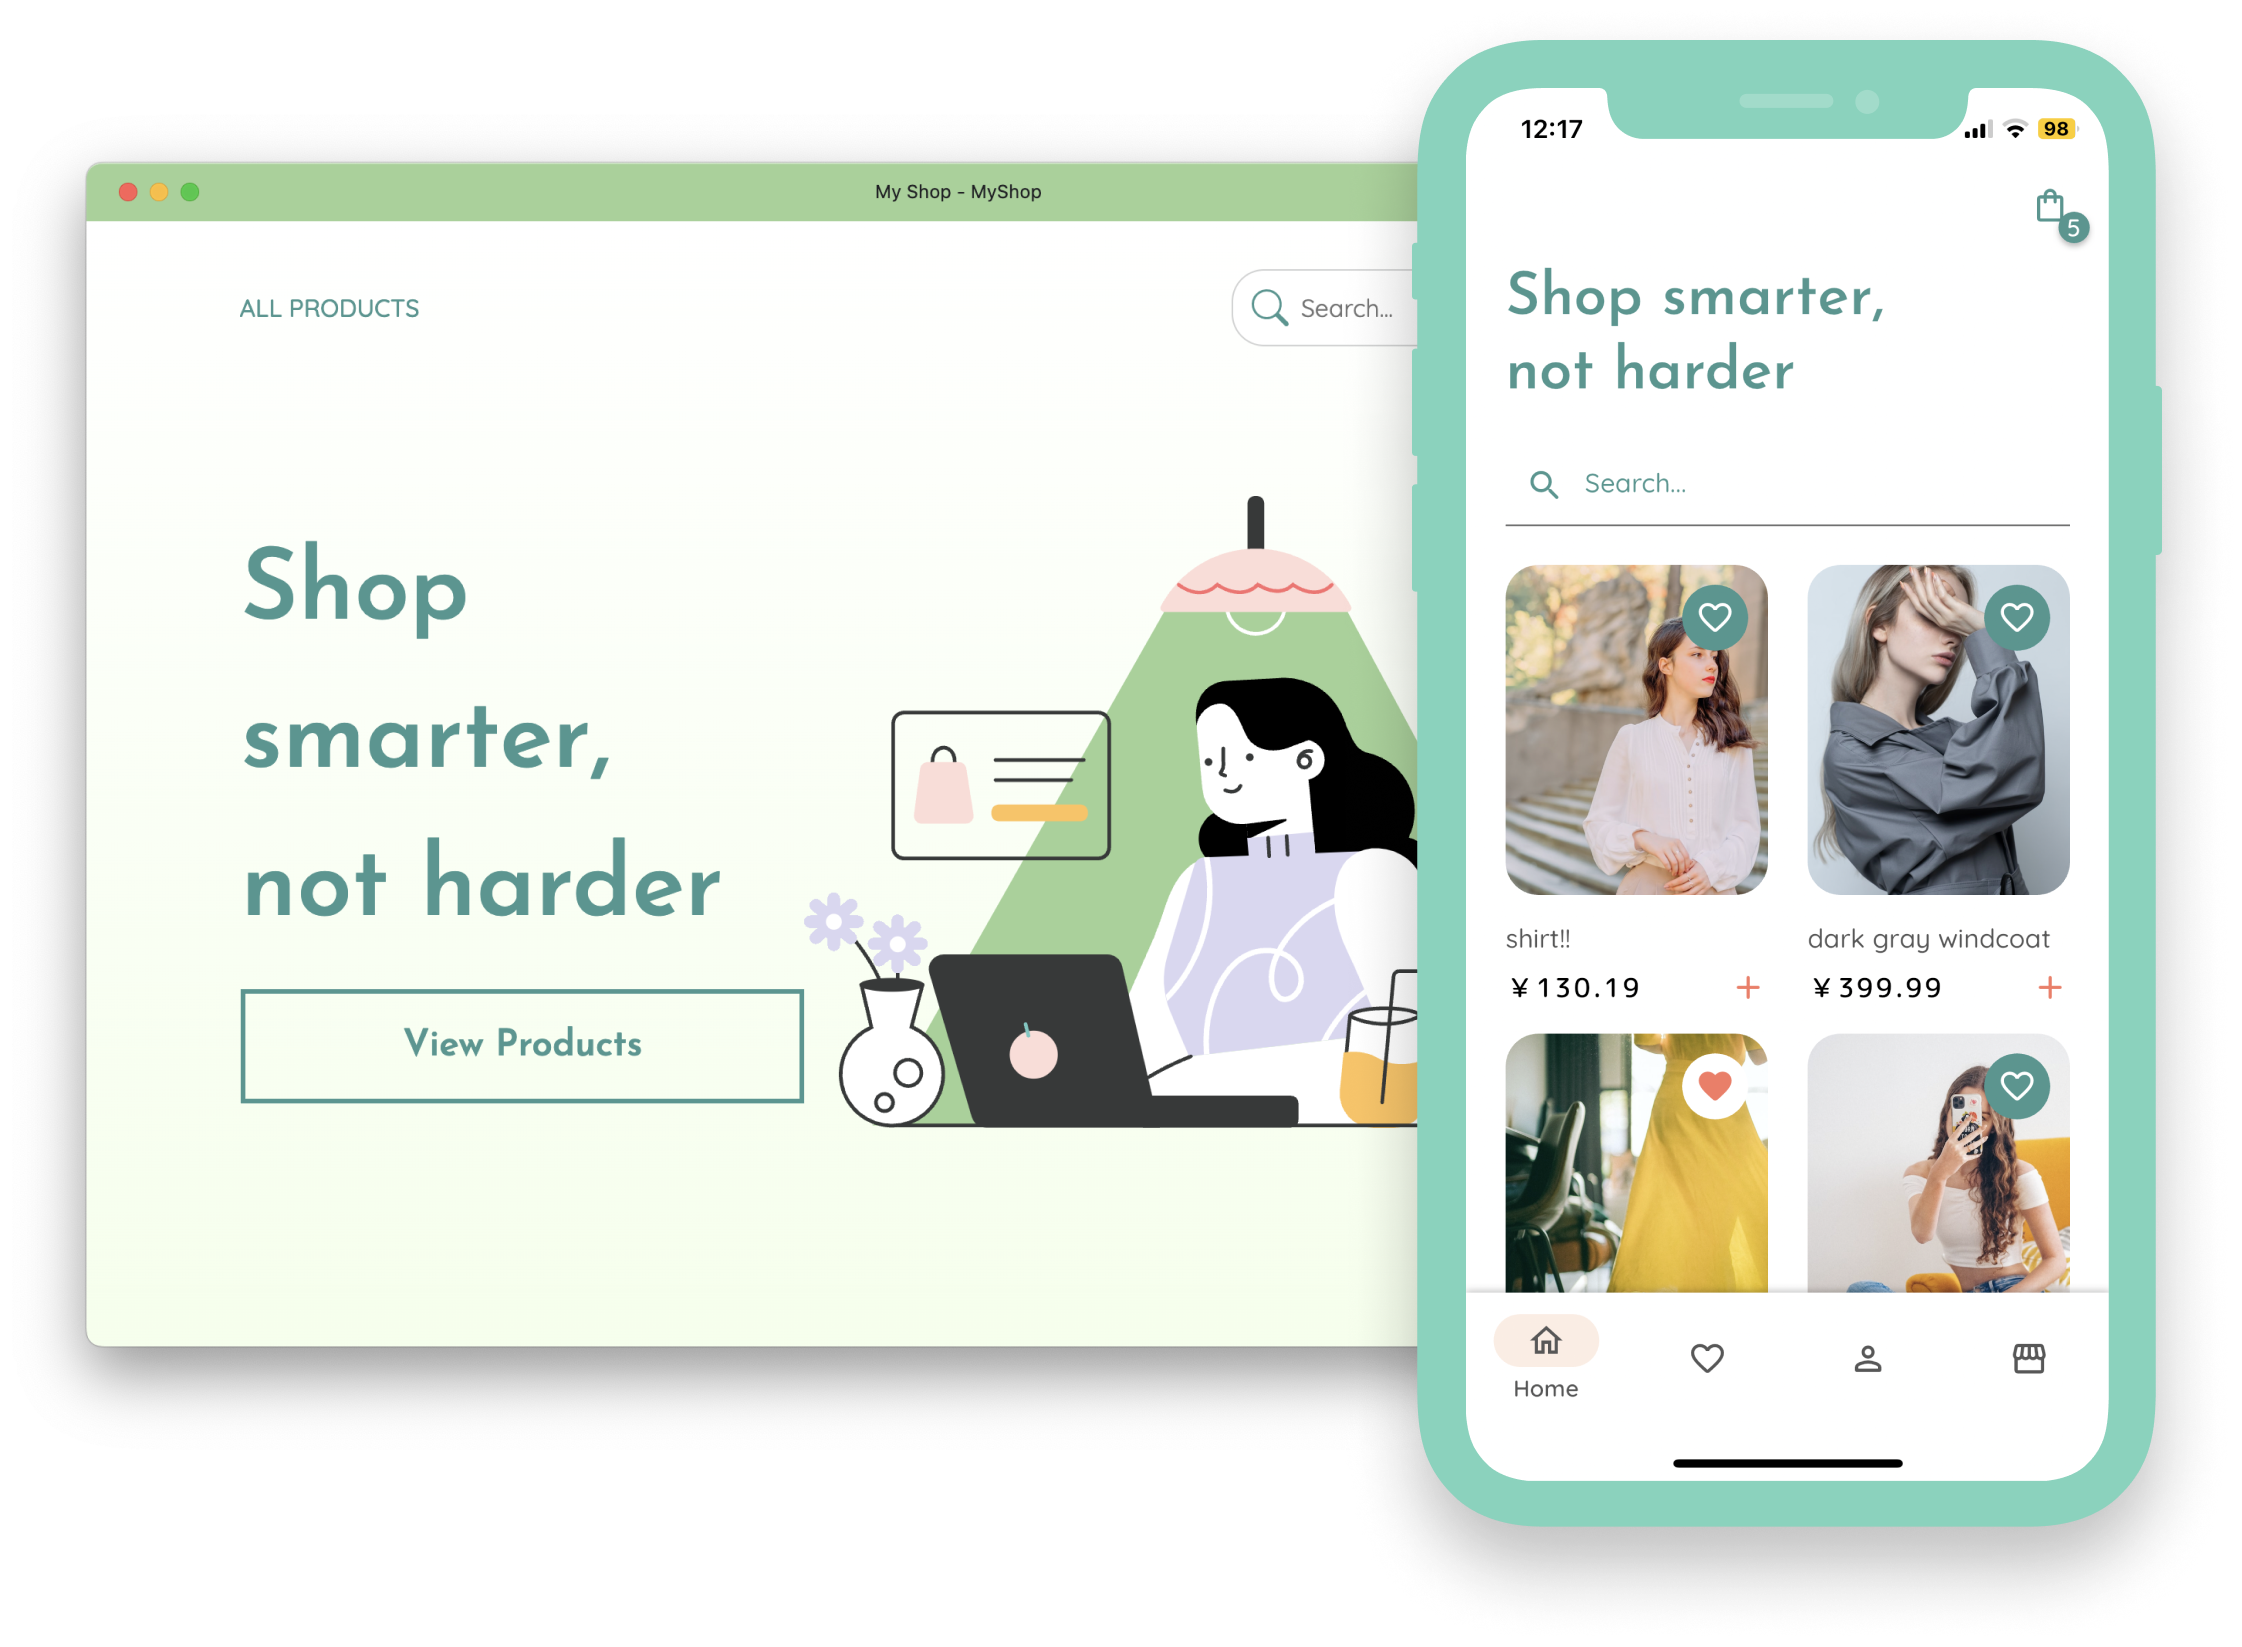 My Shop - MyShop
ALL PRODUCTS
Search...
Shop
smarter,
not harder
View Products
12:17
98
5
Shop smarter,
not harder
Search...
shirt!!
dark gray windcoat
¥130.19
+
¥399.99
+
Home